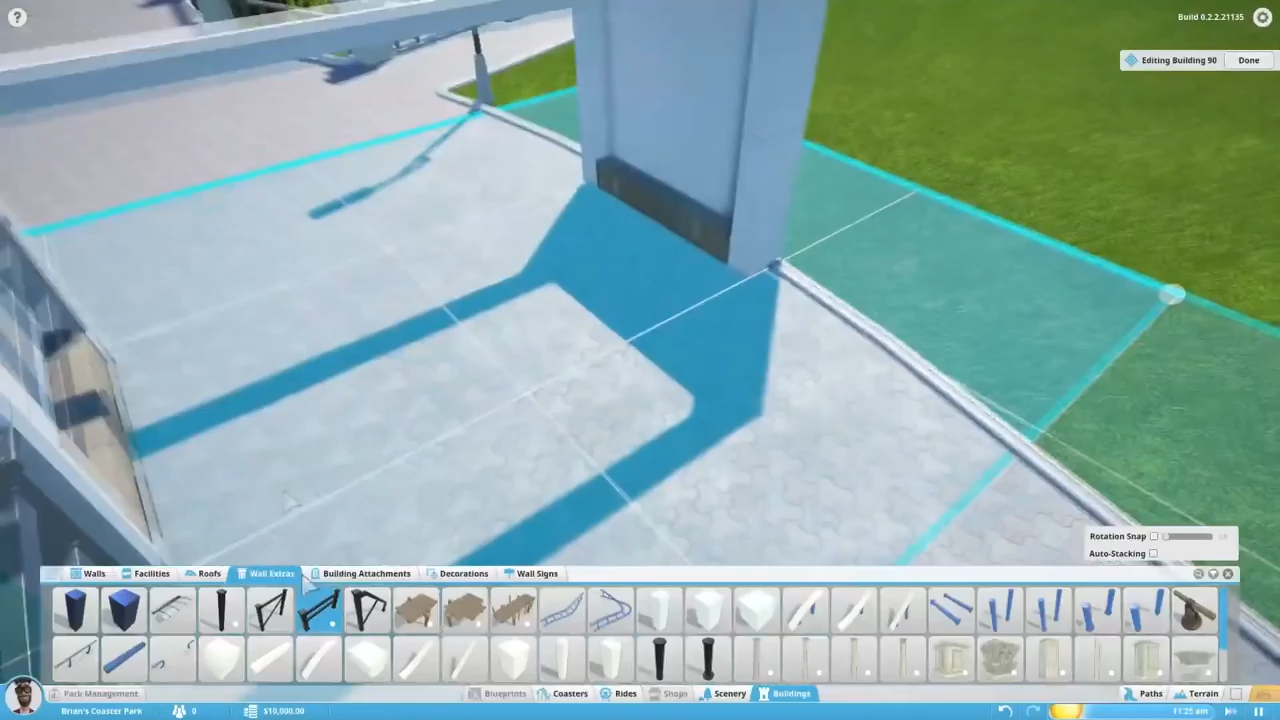 ?
Build 0.2.2.21135
Editing Building 90
Done
Rotation Snap
Auto-Stacking
Walls
Facilities
Roofs
Wall Extras
Building Attachments
Decorations
Wall Signs
Park Management
Blueprints
Coasters
Rides
Shops
Scenery
Buildings
Paths
Terrain
Brian's Coaster Park
0
$10,000.00
11:25 am